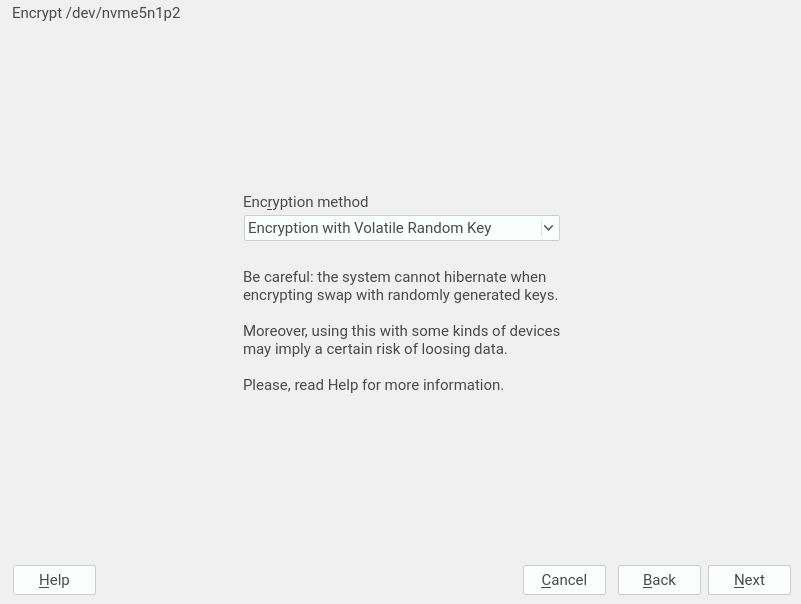 Encrypt /dev/nvme5n1p2
Encryption method
Encryption with Volatile Random Key
Be careful: the system cannot hibernate when
encrypting swap with randomly generated keys.
Moreover, using this with some kinds of devices
may imply a certain risk of loosing data.
Please, read Help for more information.
Help
Cancel
Back
Next